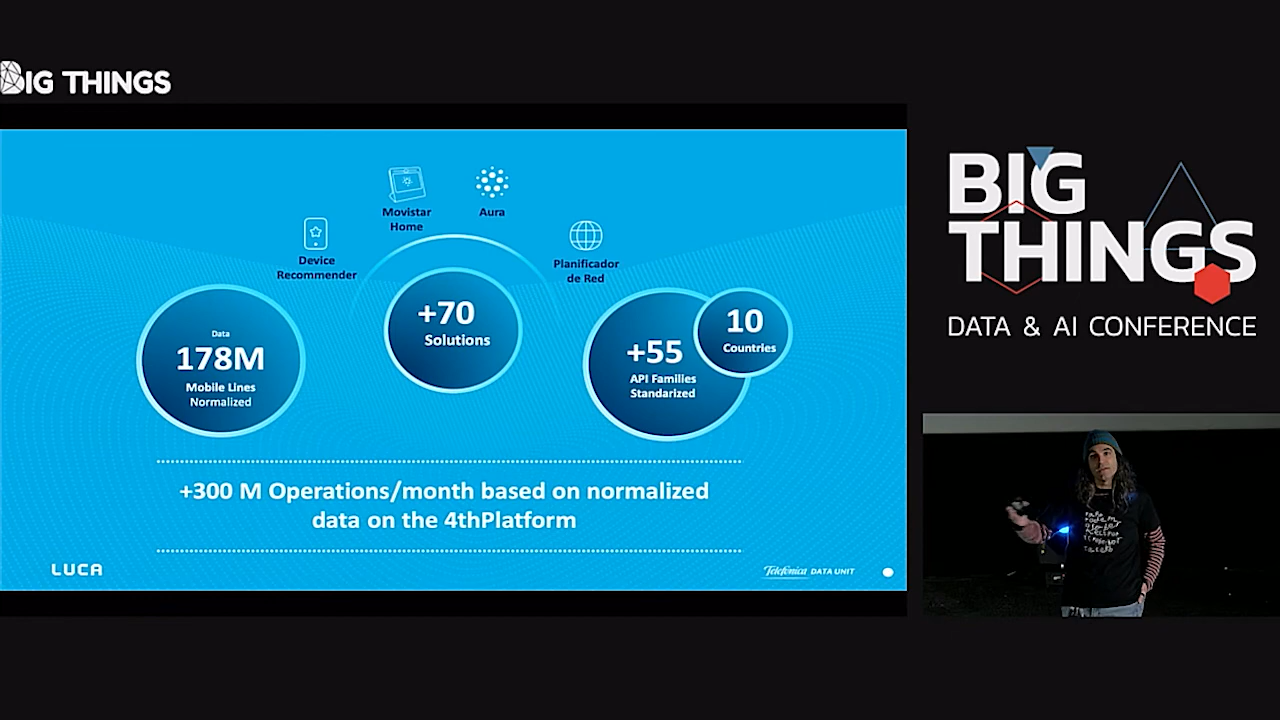 BIG THINGS
Movistar
Home
Aura
Device
Recommender
Planificador
de Red
Data
178M
Mobile Lines
Normalized
+70
Solutions
+55
API Families
Standarized
10
Countries
+300 M Operations/month based on normalized
data on the 4thPlatform
LUCA
Telefónica DATA UNIT
BIG
THINGS
DATA & AI CONFERENCE